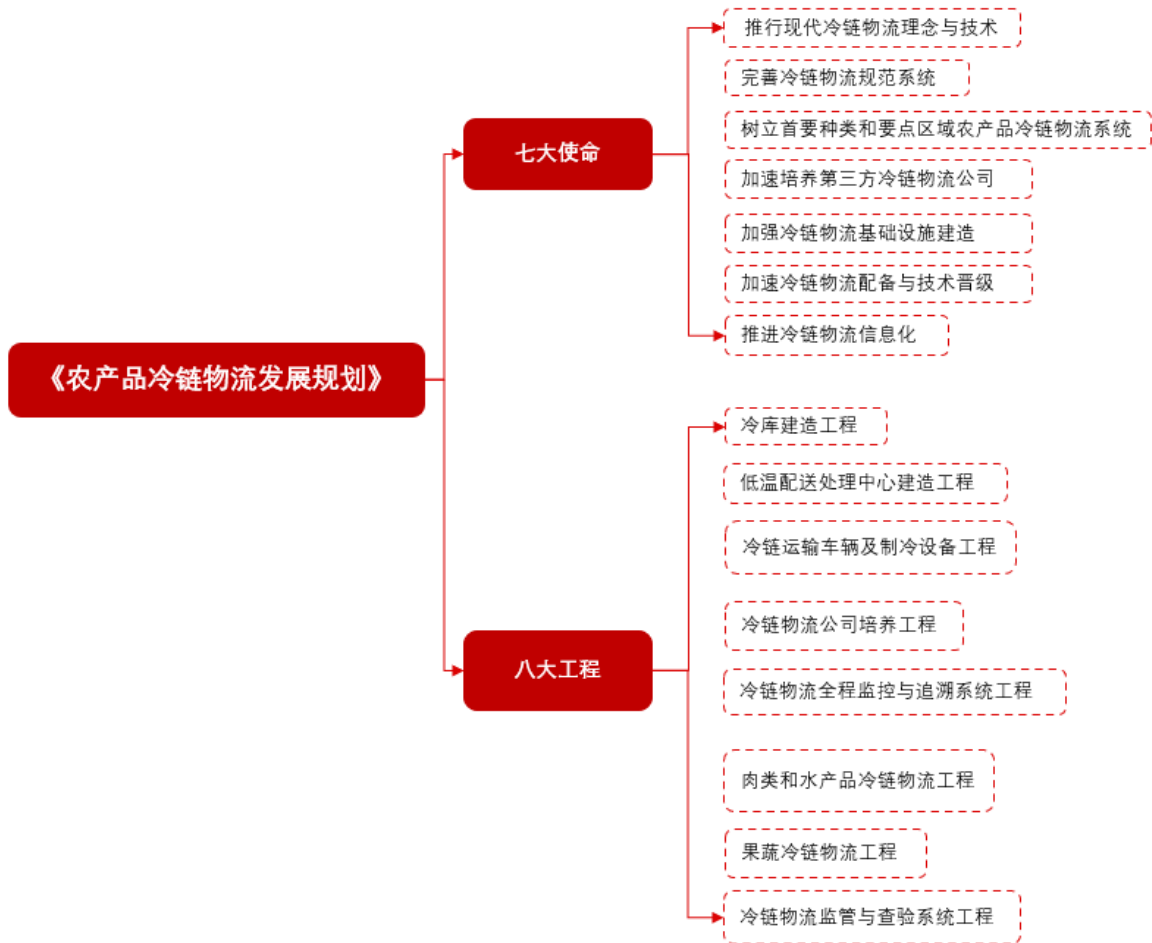 《农产品冷链物流发展规划》
七大使命
推行现代冷链物流理念与技术
完善冷链物流规范系统
树立首要种类和要点区域农产品冷链物流系统
加速培养第三方冷链物流公司
加强冷链物流基础设施建造
加速冷链物流配备与技术晋级
推进冷链物流信息化
八大工程
冷库建造工程
低温配送处理中心建造工程
冷链运输车辆及制冷设备工程
冷链物流公司培养工程
冷链物流全程监控与追溯系统工程
肉类和水产品冷链物流工程
果蔬冷链物流工程
冷链物流监管与查验系统工程